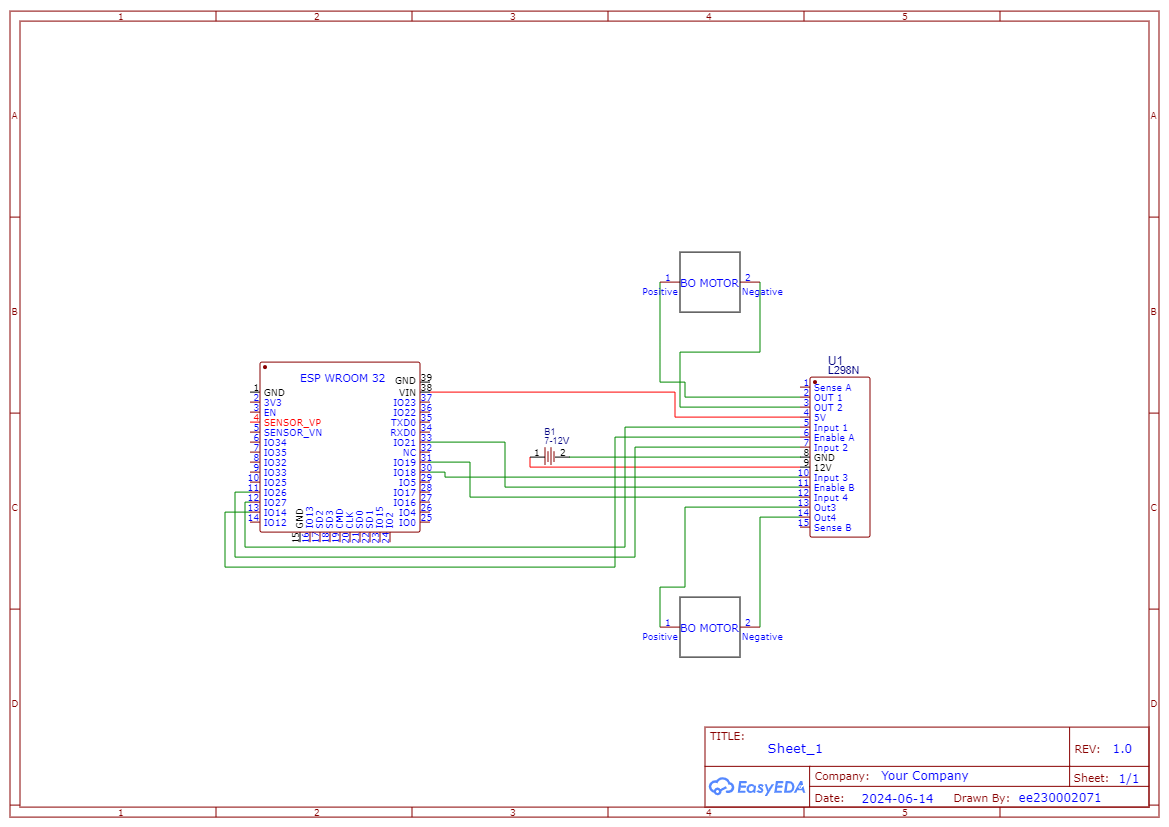 1 2 3 4 5
A A
B B
C C
D D
1 2 3 4 5
BO MOTOR
1 2
Positive Negative
ESP WROOM 32
1 GND
2 3V3
3 EN
4 SENSOR_VP
5 SENSOR_VN
6 IO34
7 IO35
8 IO32
9 IO33
10 IO25
11 IO26
12 IO27
13 IO14
14 IO12
15 GND
16 IO13
17 SD2
18 SD3
19 CMD
20 CLK
21 SD0
22 SD1
23 IO15
24 IO2
GND 39
VIN 38
IO23 37
IO22 36
TXD0 35
RXD0 34
IO21 33
NC 32
IO19 31
IO18 30
IO5 29
IO17 28
IO16 27
IO4 26
IO0 25
B1
7-12V
1 2
U1
L298N
1 Sense A
2 OUT 1
3 OUT 2
4 5V
5 Input 1
6 Enable A
7 Input 2
8 GND
9 12V
10 Input 3
11 Enable B
12 Input 4
13 Out3
14 Out4
15 Sense B
BO MOTOR
1 2
Positive Negative
TITLE:
Sheet_1
REV: 1.0
EasyEDA
Company: Your Company
Sheet: 1/1
Date: 2024-06-14 Drawn By: ee230002071